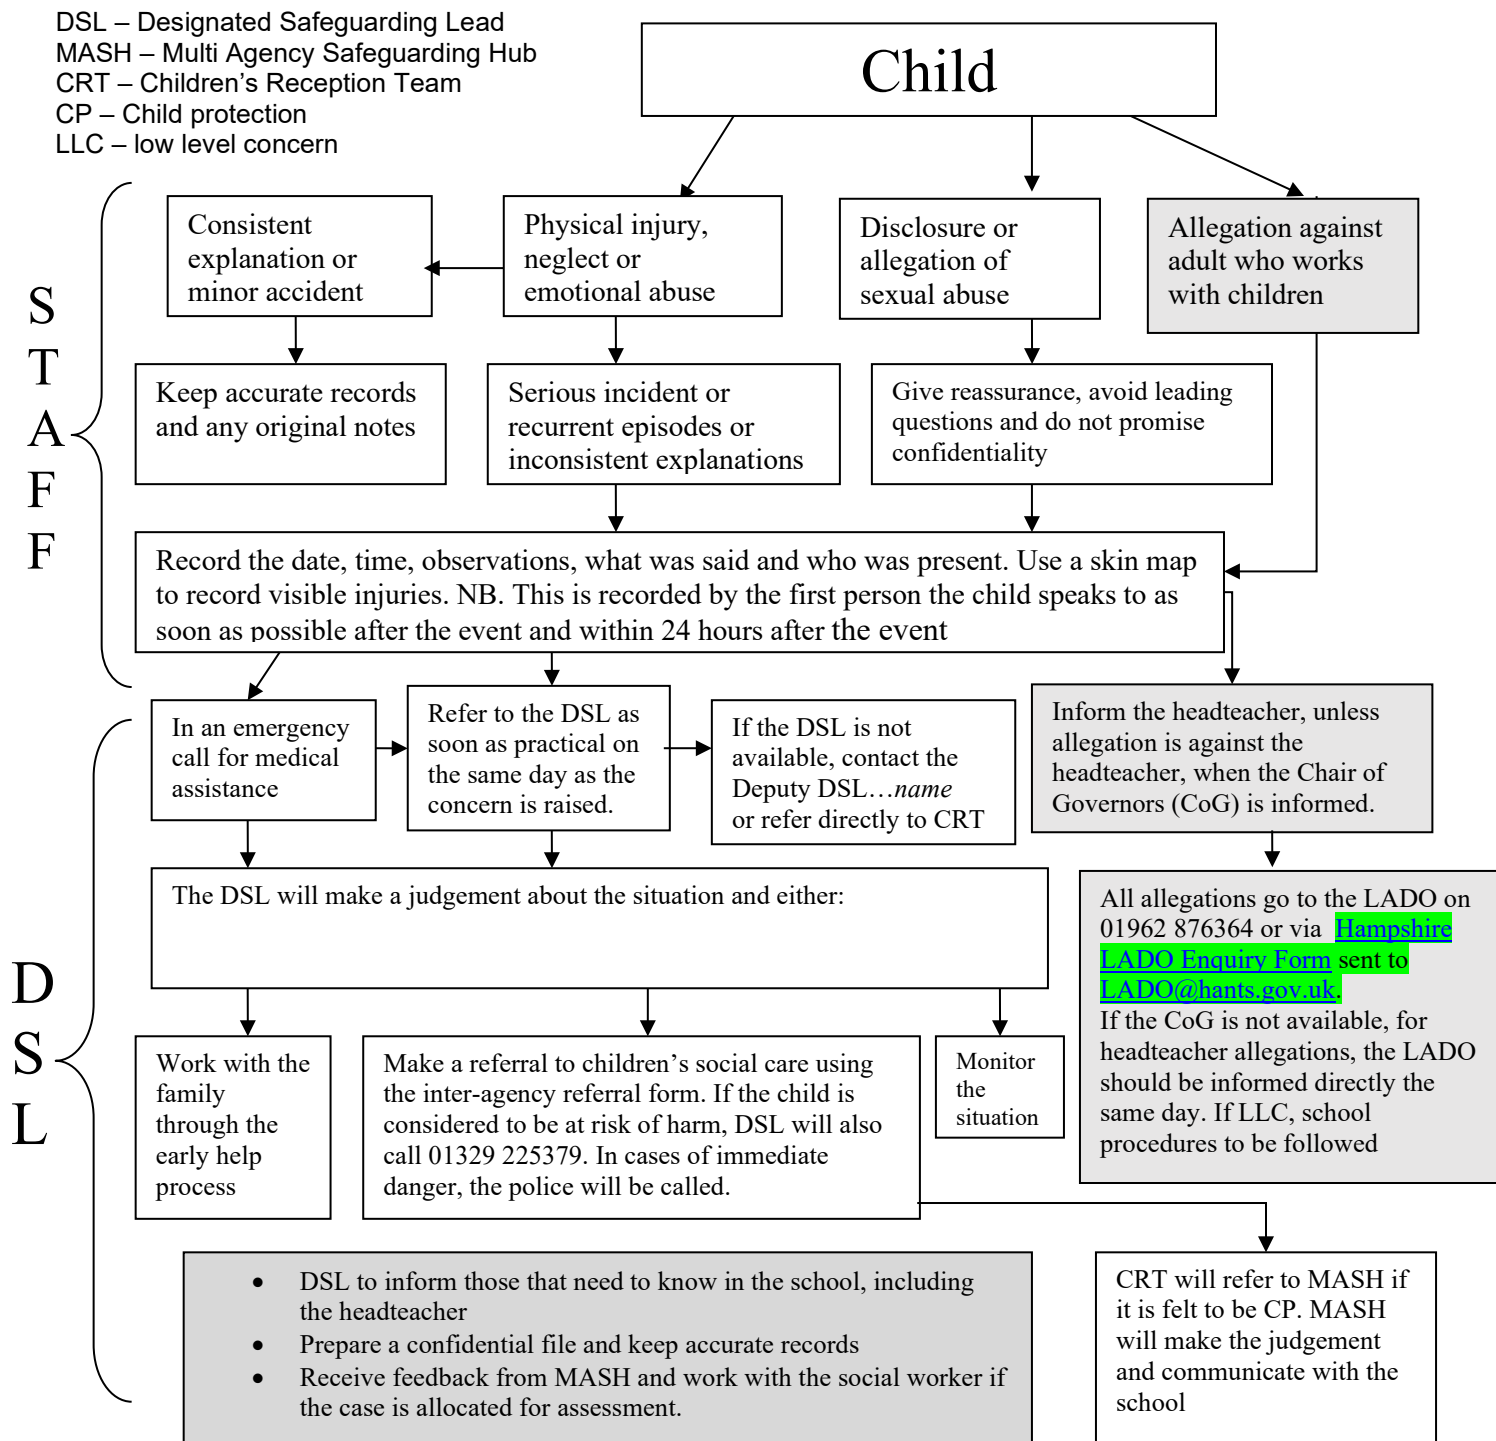 DSL – Designated Safeguarding Lead
MASH – Multi Agency Safeguarding Hub
CRT – Children's Reception Team
CP – Child protection
LLC – low level concern
Child
S
T
A
F
F
Consistent
explanation or
minor accident
Physical injury,
neglect or
emotional abuse
Disclosure or
allegation of
sexual abuse
Allegation against
adult who works
with children
Keep accurate records
and any original notes
Serious incident or
recurrent episodes or
inconsistent explanations
Give reassurance, avoid leading
questions and do not promise
confidentiality
Record the date, time, observations, what was said and who was present. Use a skin map
to record visible injuries. NB. This is recorded by the first person the child speaks to as
soon as possible after the event and within 24 hours after the event
D
S
L
In an emergency
call for medical
assistance
Refer to the DSL as
soon as practical on
the same day as the
concern is raised.
If the DSL is not
available, contact the
Deputy DSL…name
or refer directly to CRT
Inform the headteacher, unless
allegation is against the
headteacher, when the Chair of
Governors (CoG) is informed.
The DSL will make a judgement about the situation and either:
All allegations go to the LADO on
01962 876364 or via Hampshire
LADO Enquiry Form sent to
LADO@hants.gov.uk.
If the CoG is not available, for
headteacher allegations, the LADO
should be informed directly the
same day. If LLC, school
procedures to be followed
Work with the
family
through the
early help
process
Make a referral to children's social care using
the inter-agency referral form. If the child is
considered to be at risk of harm, DSL will also
call 01329 225379. In cases of immediate
danger, the police will be called.
Monitor
the
situation
• DSL to inform those that need to know in the school, including
the headteacher
• Prepare a confidential file and keep accurate records
• Receive feedback from MASH and work with the social worker if
the case is allocated for assessment.
CRT will refer to MASH if
it is felt to be CP. MASH
will make the judgement
and communicate with the
school